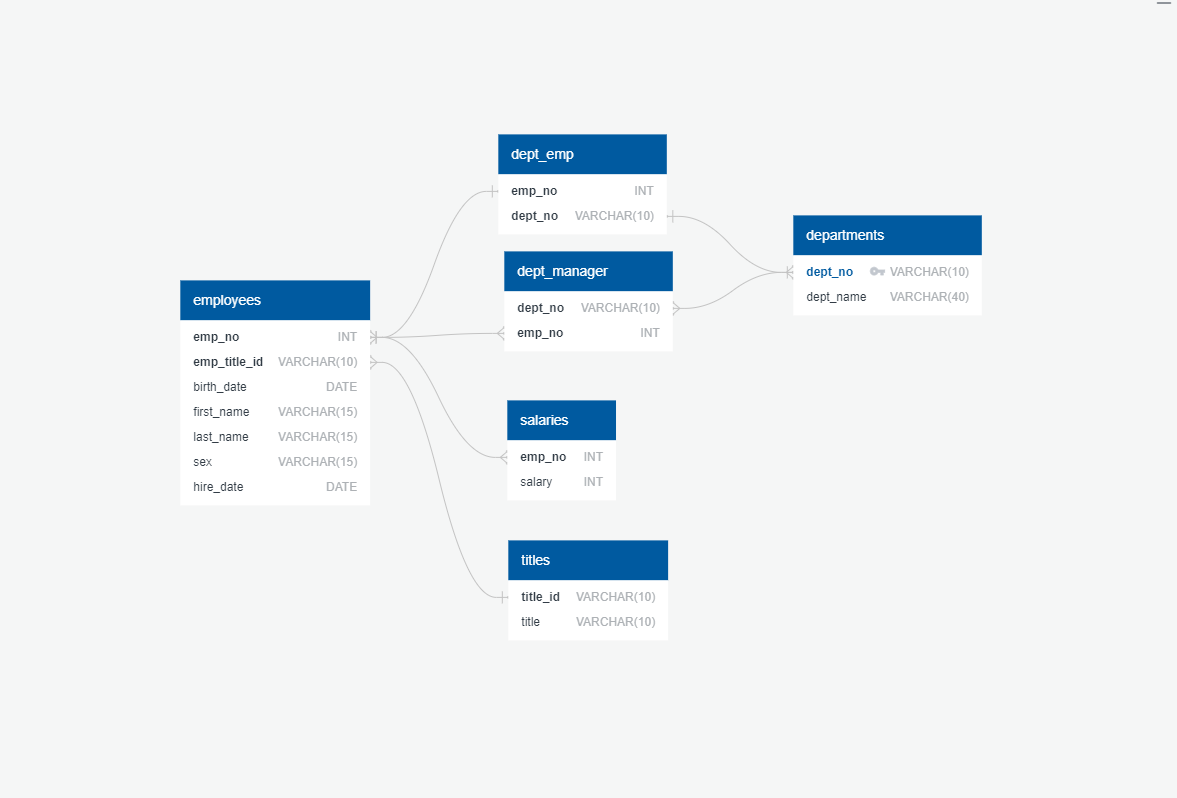 dept_emp
emp_no INT
dept_no VARCHAR(10)
departments
dept_no VARCHAR(10)
dept_name VARCHAR(40)
dept_manager
dept_no VARCHAR(10)
emp_no INT
employees
emp_no INT
emp_title_id VARCHAR(10)
birth_date DATE
first_name VARCHAR(15)
last_name VARCHAR(15)
sex VARCHAR(15)
hire_date DATE
salaries
emp_no INT
salary INT
titles
title_id VARCHAR(10)
title VARCHAR(10)